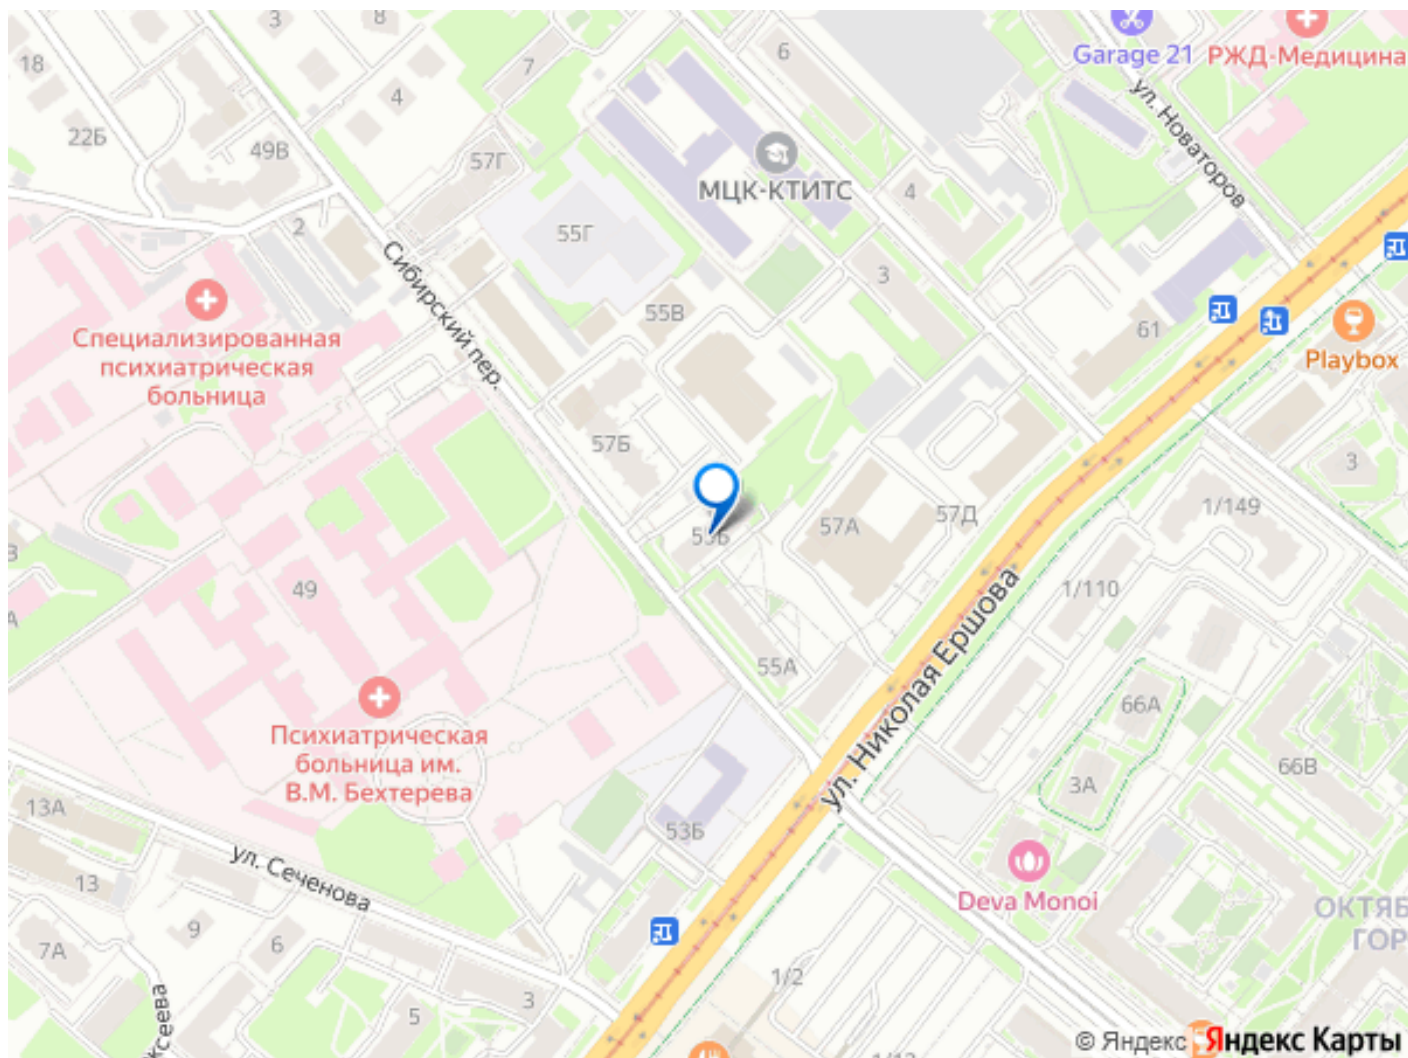 3
8
18
7
4
6
Garage 21
РЖД-Медицина
ул. Новаторов
22Б
49В
57Г
МЦК-КТИТС
4
2
55Г
3
Сибирский пер.
55В
61
Playbox
Специализированная
психиатрическая
больница
57Б
3
1/149
55Б
57А
57Д
49
1/110
ул. Николая Ершова
55А
66А
Психиатрическая
больница им.
В.М. Бехтерева
3А
66В
13А
53Б
ул. Сеченова
Deva Monoi
13
9
6
7А
ОКТЯБ
ГОР
3
5
1/2
© Яндекс
Яндекс Карты